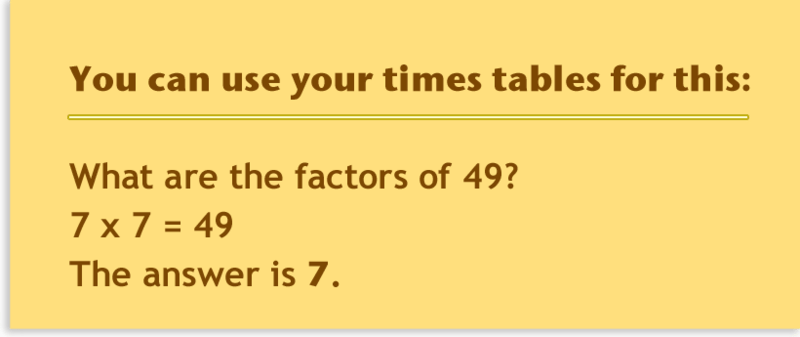 You can use your times tables for this:
What are the factors of 49?
7 x 7 = 49
The answer is 7.